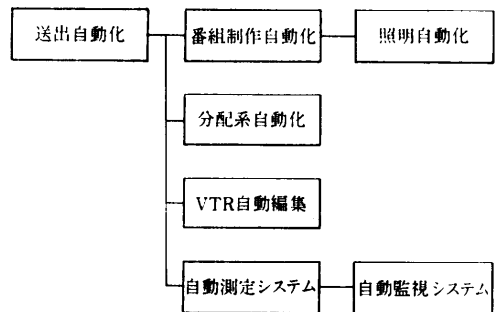 送出自動化
番組制作自動化
照明自動化
分配系自動化
VTR自動編集
自動測定システム
自動監視システム